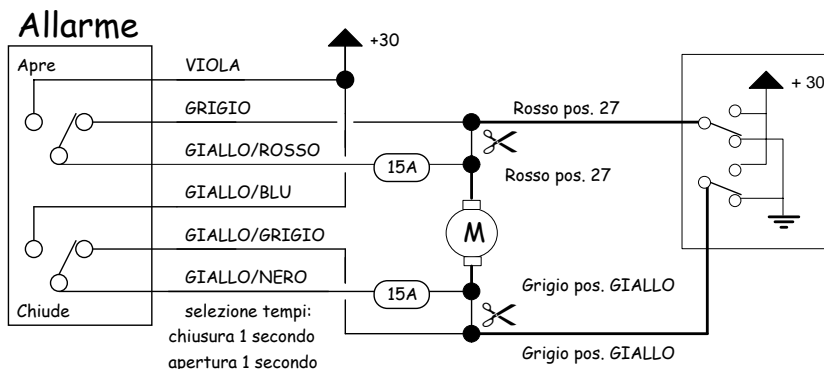 Allarme
+30
Apre
VIOLA
+ 30
GRIGIO
Rosso pos. 27
GIALLO/ROSSO
15A
Rosso pos. 27
GIALLO/BLU
M
GIALLO/GRIGIO
GIALLO/NERO
15A
Grigio pos. GIALLO
Chiude
selezione tempi:
chiusura 1 secondo
apertura 1 secondo
Grigio pos. GIALLO